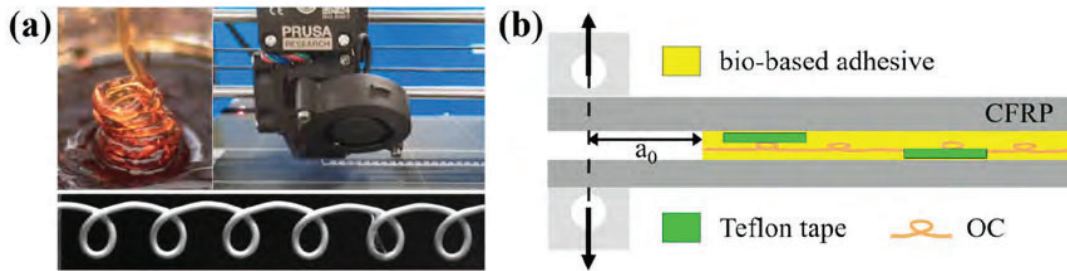 (a)
PRUSA
RESEARCH
(b)
bio-based adhesive
CFRP
a₀
Teflon tape
OC